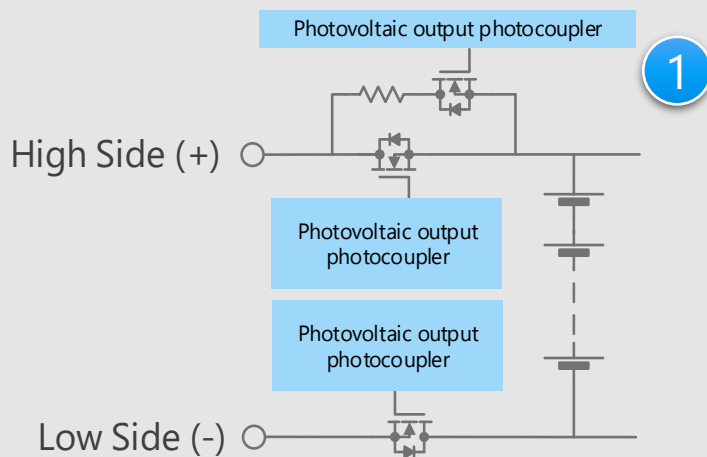 Photovoltaic output photocoupler
1
High Side (+)
Photovoltaic output
photocoupler
Photovoltaic output
photocoupler
Low Side (-)